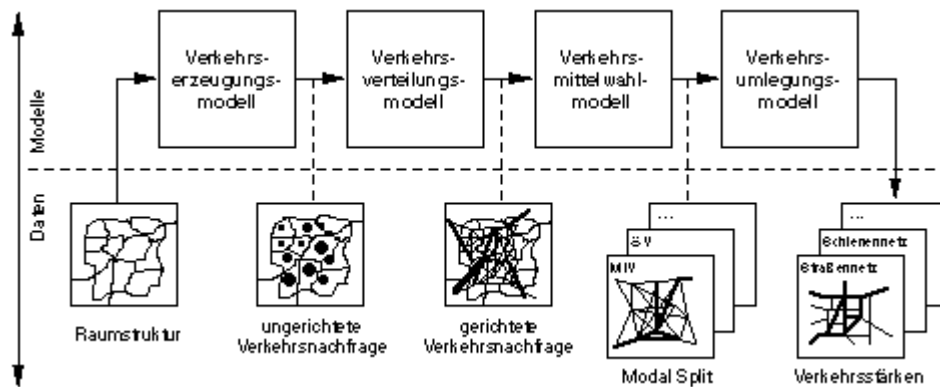 Modelle
Verkehrs-
erzeugungs-
modell
Verkehrs-
verteilungs-
modell
Verkehrs-
mittelwahl-
modell
Verkehrs-
umlegungs-
modell
Daten
Raumstruktur
ungerichtete
Verkehrsnachfrage
gerichtete
Verkehrsnachfrage
...
ÖV
MIV
Modal Split
...
Schienennetz
Straßennetz
Verkehrsstärken